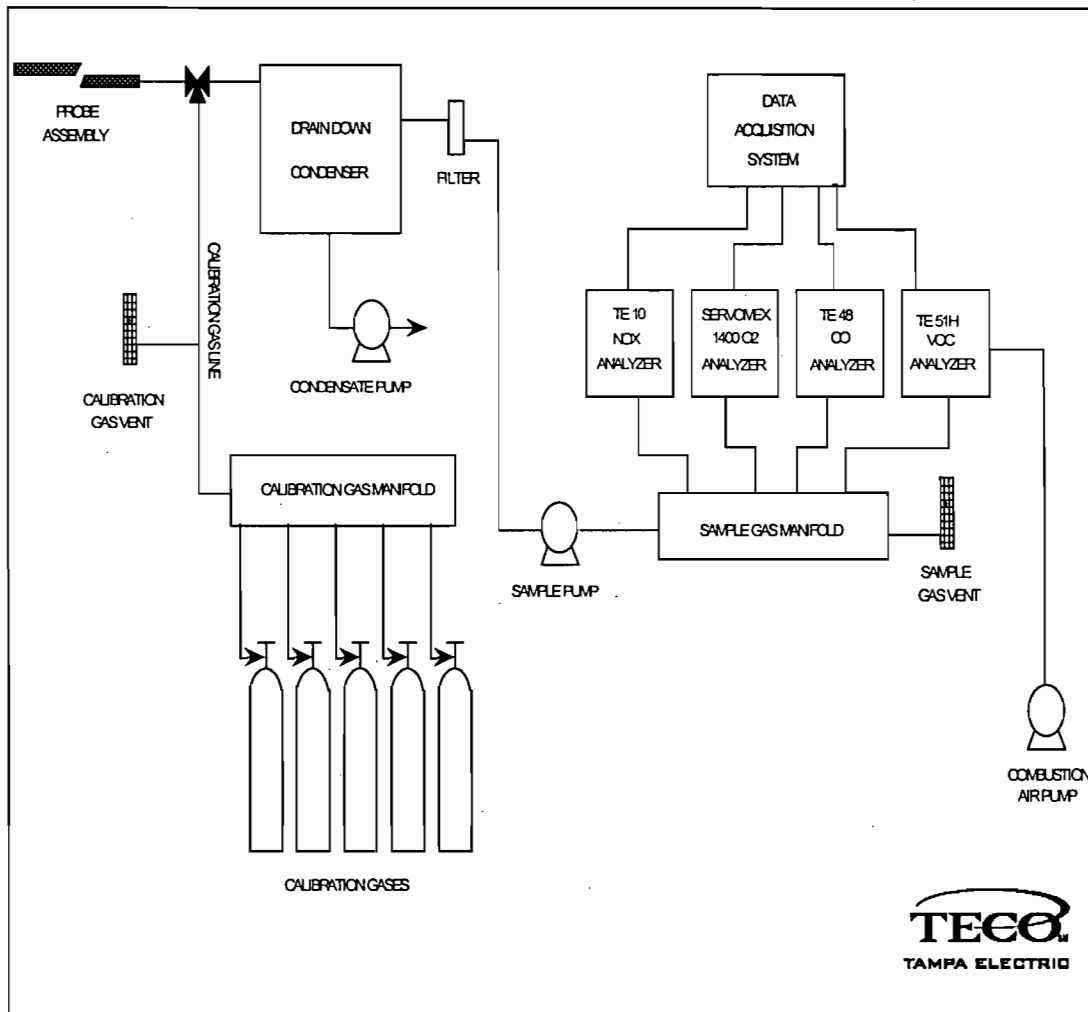 PROBE
ASSEMBLY
DRAIN DOWN
CONDENSER
FILTER
DATA
ACQUISITION
SYSTEM
CALIBRATION GAS LINE
TE 10
NOX
ANALYZER
SERVOMEX
1400 O2
ANALYZER
TE 48
CO
ANALYZER
TE 51H
VOC
ANALYZER
CALIBRATION
GAS VENT
CONDENSATE PUMP
CALIBRATION GAS MANIFOLD
SAMPLE PUMP
SAMPLE GAS MANIFOLD
SAMPLE
GAS VENT
COMBUSTION
AIR PUMP
CALIBRATION GASES
TECO
TAMPA ELECTRIC